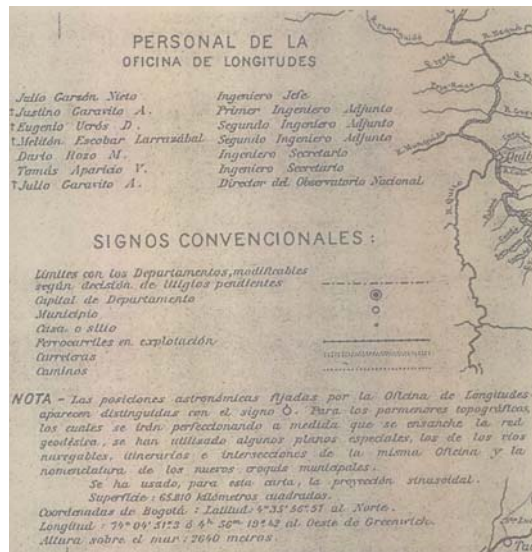 PERSONAL DE LA
OFICINA DE LONGITUDES
Julio Garzón Nieto Ingeniero Jefe
†Justino Garavito A. Primer Ingeniero Adjunto
†Eugenio Ucrós D. Segundo Ingeniero Adjunto
†Melitón Escobar Larrazábal Segundo Ingeniero Adjunto
Darío Rozo M. Ingeniero Secretario
Tomás Aparicio V. Ingeniero Secretario
†Julio Garavito A. Director del Observatorio Nacional
SIGNOS CONVENCIONALES:
Límites con los Departamentos, modificables
según decisión de litigios pendientes
Capital de Departamento
Municipio
Casa o sitio
Ferrocarriles en explotación
Carreteras
Caminos
NOTA - Las posiciones astronómicas fijadas por la Oficina de Longitudes
aparecen distinguidas con el signo . Para los pormenores topográficos,
los cuales se irán perfeccionando a medida que se ensanche la red
geodésica, se han utilizado algunos planos especiales, los de los ríos
navegables, itinerarios e intersecciones de la misma Oficina y la
nomenclatura de los nuevos croquis municipales.
Se ha usado, para esta carta, la proyección sinusoidal.
Superficie: 65.810 kilómetros cuadrados.
Coordenadas de Bogotá: Latitud 4°35'56"57 al Norte.
Longitud: 74°04'51"3 ó 4ʰ 56ᵐ 19ˢ42 al Oeste de Greenwich.
Altura sobre el mar: 2640 metros.
R. Quito